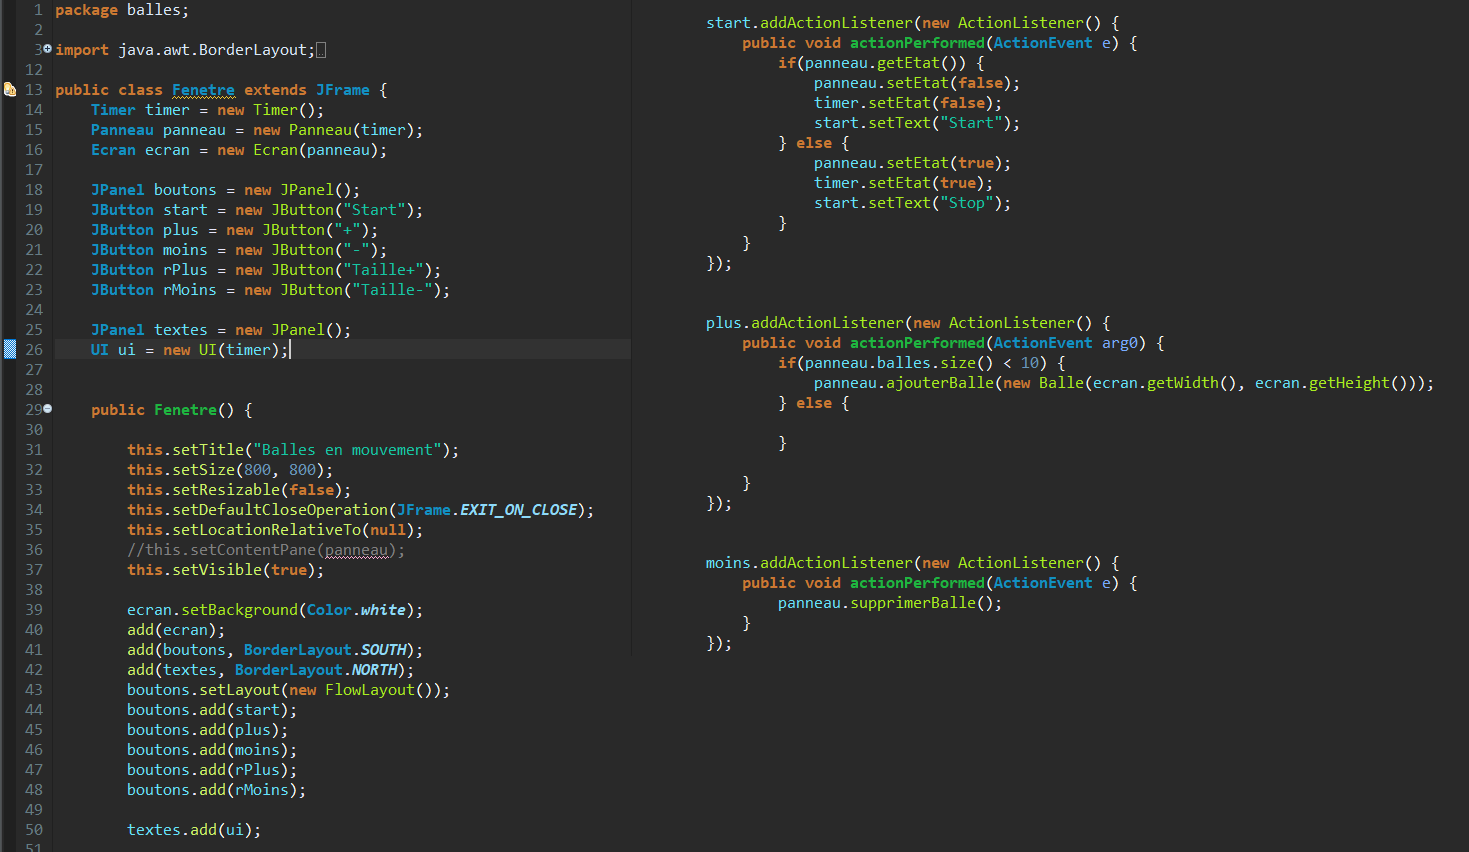 1 package balles;
2
3 import java.awt.BorderLayout;
12
13 public class Fenetre extends JFrame {
14     Timer timer = new Timer();
15     Panneau panneau = new Panneau(timer);
16     Ecran ecran = new Ecran(panneau);
17
18     JPanel boutons = new JPanel();
19     JButton start = new JButton("Start");
20     JButton plus = new JButton("+");
21     JButton moins = new JButton("-");
22     JButton rPlus = new JButton("Taille+");
23     JButton rMoins = new JButton("Taille-");
24
25     JPanel textes = new JPanel();
26     UI ui = new UI(timer);
27
28
29     public Fenetre() {
30
31         this.setTitle("Balles en mouvement");
32         this.setSize(800, 800);
33         this.setResizable(false);
34         this.setDefaultCloseOperation(JFrame.EXIT_ON_CLOSE);
35         this.setLocationRelativeTo(null);
36         //this.setContentPane(panneau);
37         this.setVisible(true);
38
39         ecran.setBackground(Color.white);
40         add(ecran);
41         add(boutons, BorderLayout.SOUTH);
42         add(textes, BorderLayout.NORTH);
43         boutons.setLayout(new FlowLayout());
44         boutons.add(start);
45         boutons.add(plus);
46         boutons.add(moins);
47         boutons.add(rPlus);
48         boutons.add(rMoins);
49
50         textes.add(ui);
51
start.addActionListener(new ActionListener() {
    public void actionPerformed(ActionEvent e) {
        if(panneau.getEtat()) {
            panneau.setEtat(false);
            timer.setEtat(false);
            start.setText("Start");
        } else {
            panneau.setEtat(true);
            timer.setEtat(true);
            start.setText("Stop");
        }
    }
});
plus.addActionListener(new ActionListener() {
    public void actionPerformed(ActionEvent arg0) {
        if(panneau.balles.size() < 10) {
            panneau.ajouterBalle(new Balle(ecran.getWidth(), ecran.getHeight()));
        } else {

        }

    }
});
moins.addActionListener(new ActionListener() {
    public void actionPerformed(ActionEvent e) {
        panneau.supprimerBalle();
    }
});